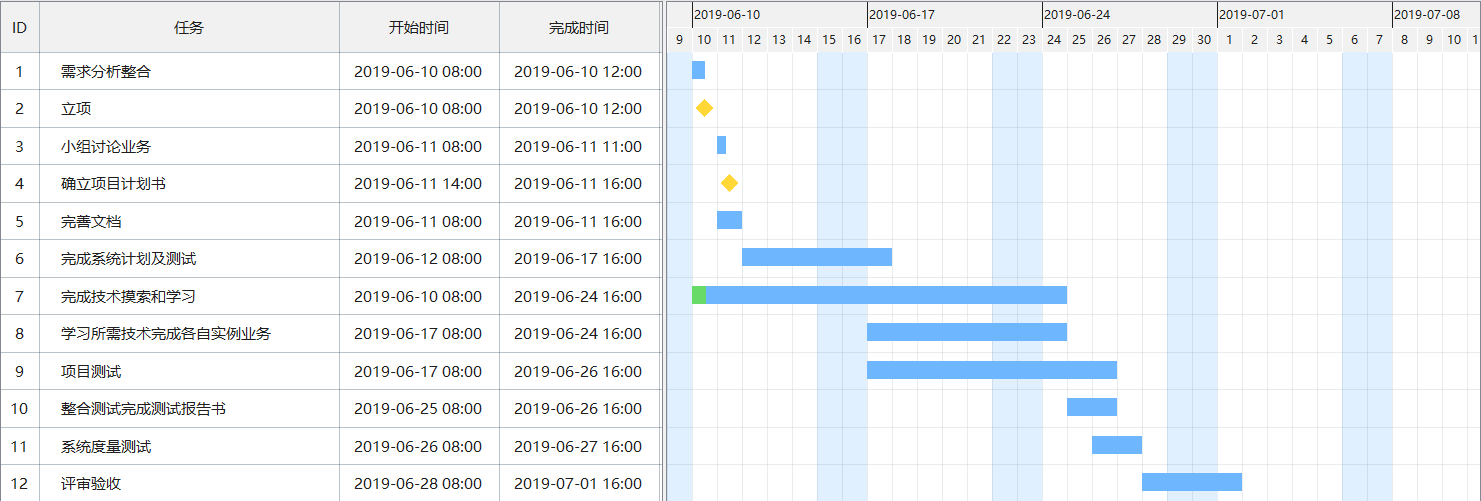 ID 任务 开始时间 完成时间
2019-06-10 2019-06-17 2019-06-24 2019-07-01 2019-07-08
9 10 11 12 13 14 15 16 17 18 19 20 21 22 23 24 25 26 27 28 29 30 1 2 3 4 5 6 7 8 9 10 1
1 需求分析整合 2019-06-10 08:00 2019-06-10 12:00
2 立项 2019-06-10 08:00 2019-06-10 12:00
3 小组讨论业务 2019-06-11 08:00 2019-06-11 11:00
4 确立项目计划书 2019-06-11 14:00 2019-06-11 16:00
5 完善文档 2019-06-11 08:00 2019-06-11 16:00
6 完成系统计划及测试 2019-06-12 08:00 2019-06-17 16:00
7 完成技术摸索和学习 2019-06-10 08:00 2019-06-24 16:00
8 学习所需技术完成各自实例业务 2019-06-17 08:00 2019-06-24 16:00
9 项目测试 2019-06-17 08:00 2019-06-26 16:00
10 整合测试完成测试报告书 2019-06-25 08:00 2019-06-26 16:00
11 系统度量测试 2019-06-26 08:00 2019-06-27 16:00
12 评审验收 2019-06-28 08:00 2019-07-01 16:00